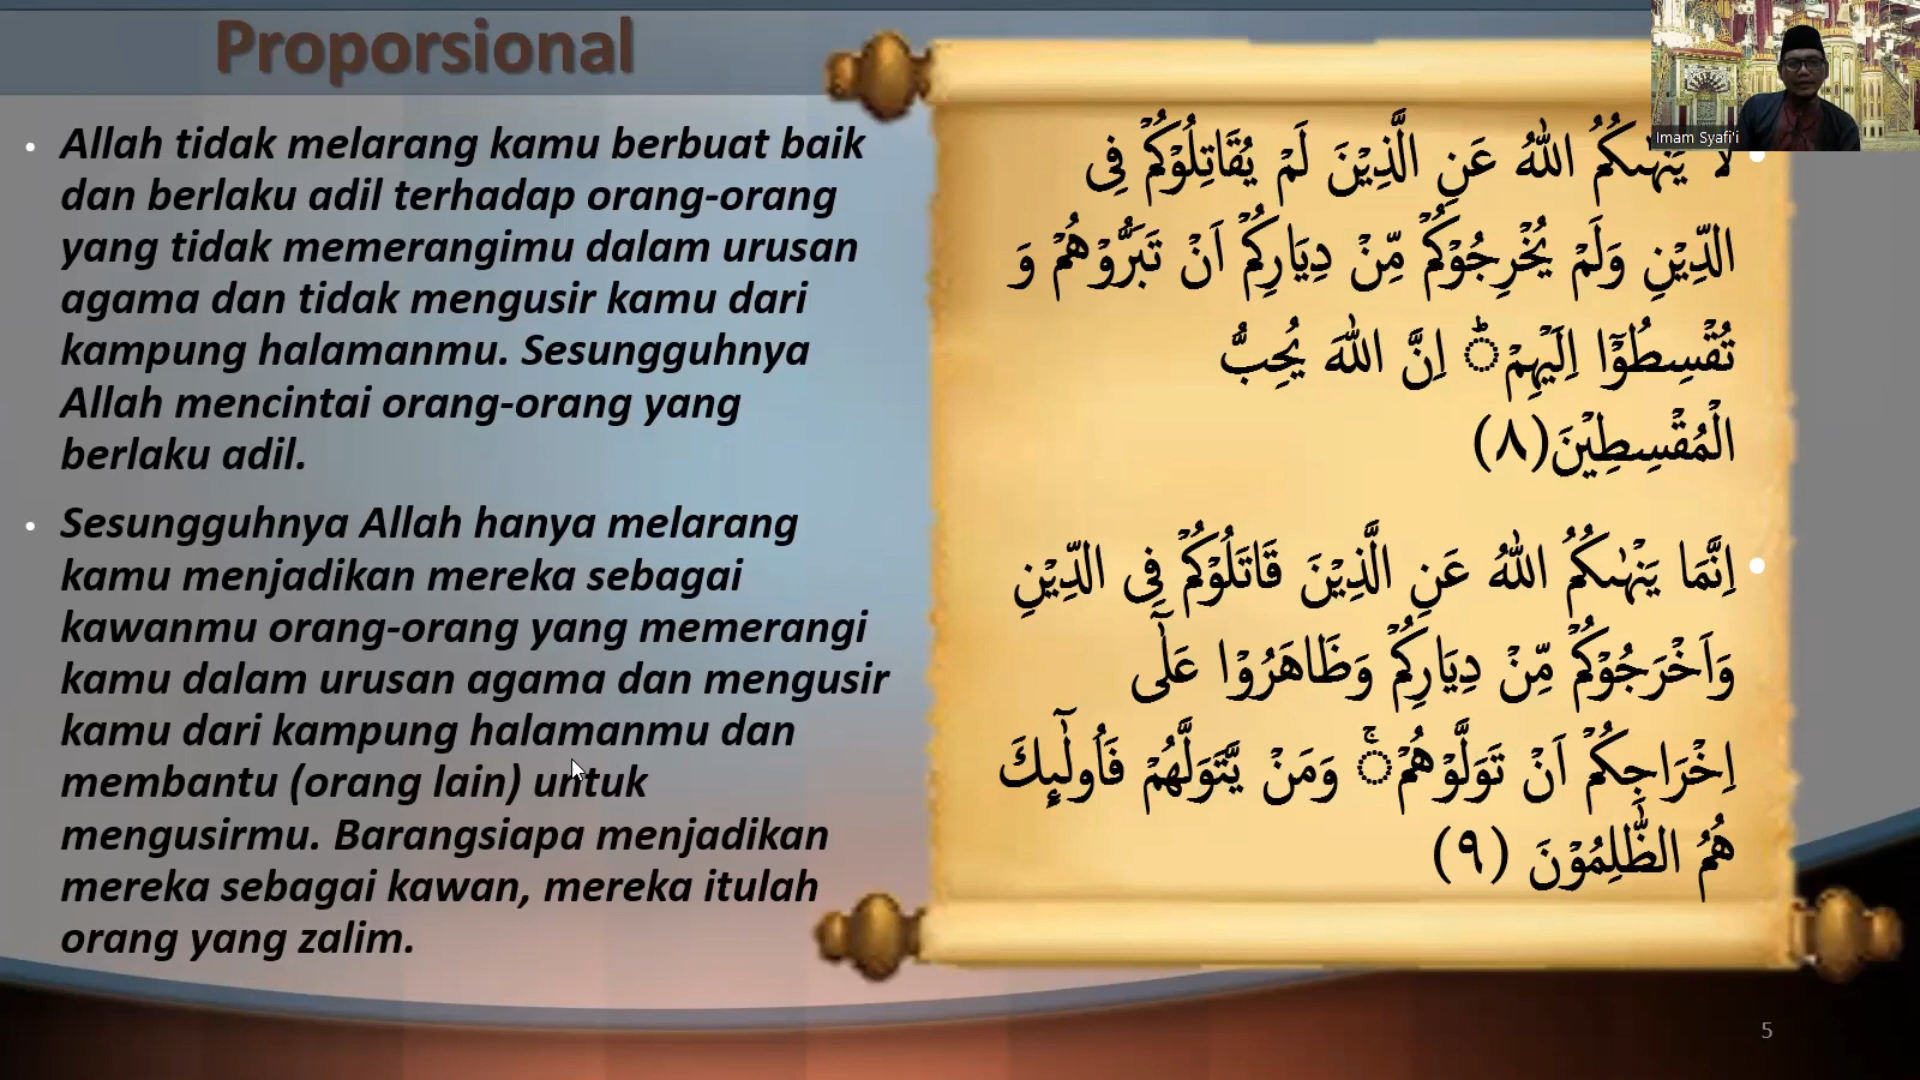 Proporsional
Imam Syafi'i
• Allah tidak melarang kamu berbuat baik
dan berlaku adil terhadap orang-orang
yang tidak memerangimu dalam urusan
agama dan tidak mengusir kamu dari
kampung halamanmu. Sesungguhnya
Allah mencintai orang-orang yang
berlaku adil.
• Sesungguhnya Allah hanya melarang
kamu menjadikan mereka sebagai
kawanmu orang-orang yang memerangi
kamu dalam urusan agama dan mengusir
kamu dari kampung halamanmu dan
membantu (orang lain) untuk
mengusirmu. Barangsiapa menjadikan
mereka sebagai kawan, mereka itulah
orang yang zalim.
• لَا يَنْهٰىكُمُ اللّٰهُ عَنِ الَّذِيْنَ لَمْ يُقَاتِلُوْكُمْ فِى
الدِّيْنِ وَلَمْ يُخْرِجُوْكُمْ مِّنْ دِيَارِكُمْ اَنْ تَبَرُّوْهُمْ وَ
تُقْسِطُوْٓا اِلَيْهِمْ ۗ اِنَّ اللّٰهَ يُحِبُّ
الْمُقْسِطِيْنَ(٨)
• اِنَّمَا يَنْهٰىكُمُ اللّٰهُ عَنِ الَّذِيْنَ قَاتَلُوْكُمْ فِى الدِّيْنِ
وَاَخْرَجُوْكُمْ مِّنْ دِيَارِكُمْ وَظَاهَرُوْا عَلٰٓى
اِخْرَاجِكُمْ اَنْ تَوَلَّوْهُمْ ۚ وَمَنْ يَّتَوَلَّهُمْ فَاُولٰۤىِٕكَ
هُمُ الظّٰلِمُوْنَ (٩)
5